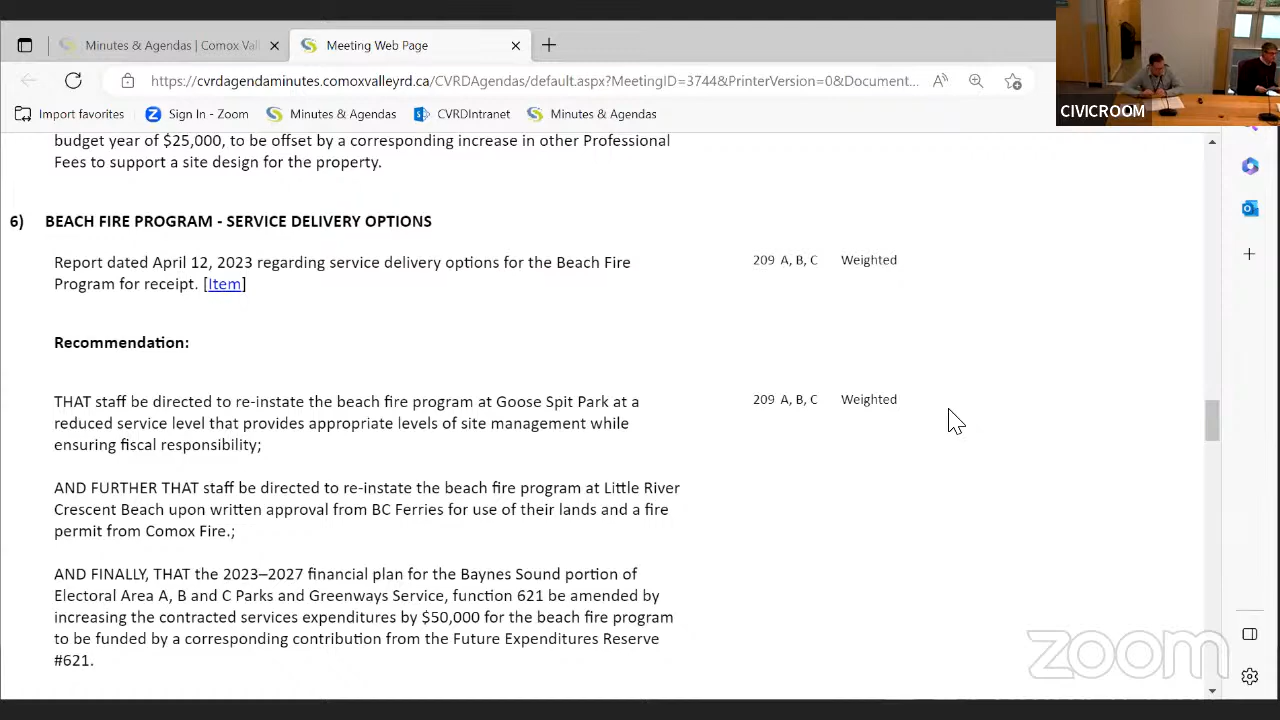 Minutes & Agendas | Comox Vall
Meeting Web Page
https://cvrdagendaminutes.comoxvalleyrd.ca/CVRDAgendas/default.aspx?MeetingID=3744&PrinterVersion=0&Document...
CIVICROOM
Import favorites
Sign In - Zoom
Minutes & Agendas
CVRDIntranet
Minutes & Agendas
budget year of $25,000, to be offset by a corresponding increase in other Professional
Fees to support a site design for the property.
6) BEACH FIRE PROGRAM - SERVICE DELIVERY OPTIONS
Report dated April 12, 2023 regarding service delivery options for the Beach Fire
Program for receipt. [Item]
209 A, B, C Weighted
Recommendation:
THAT staff be directed to re-instate the beach fire program at Goose Spit Park at a
reduced service level that provides appropriate levels of site management while
ensuring fiscal responsibility;
209 A, B, C Weighted
AND FURTHER THAT staff be directed to re-instate the beach fire program at Little River
Crescent Beach upon written approval from BC Ferries for use of their lands and a fire
permit from Comox Fire.;
AND FINALLY, THAT the 2023–2027 financial plan for the Baynes Sound portion of
Electoral Area A, B and C Parks and Greenways Service, function 621 be amended by
increasing the contracted services expenditures by $50,000 for the beach fire program
to be funded by a corresponding contribution from the Future Expenditures Reserve
#621.
zoom